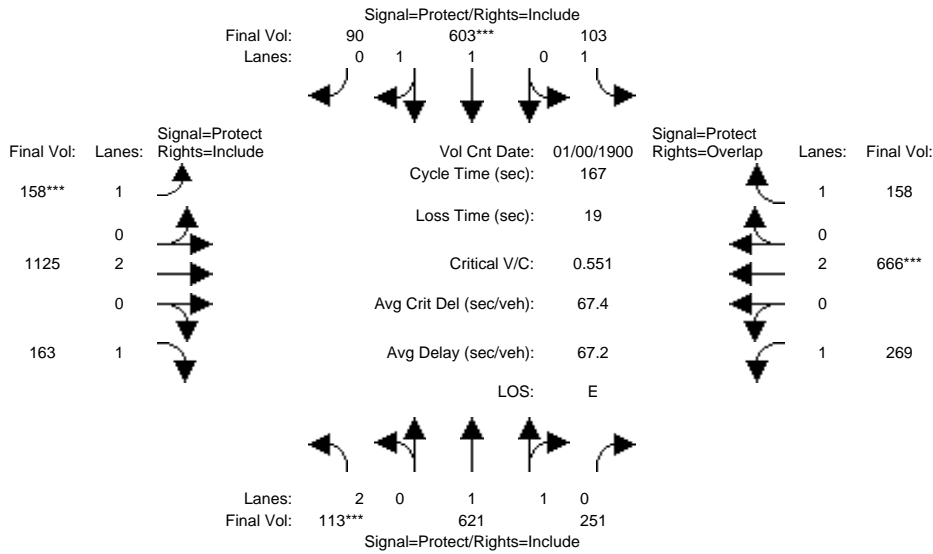 Signal=Protect/Rights=Include
Final Vol: 90 603*** 103
Lanes: 0 1 1 0 1
Signal=Protect
Final Vol: Lanes: Rights=Include
Vol Cnt Date: 01/00/1900
Signal=Protect
Rights=Overlap Lanes: Final Vol:
Cycle Time (sec): 167
158*** 1
1 158
Loss Time (sec): 19
0
0
1125 2
Critical V/C: 0.551
2 666***
0
Avg Crit Del (sec/veh): 67.4
0
163 1
Avg Delay (sec/veh): 67.2
1 269
LOS: E
Lanes: 2 0 1 1 0
Final Vol: 113*** 621 251
Signal=Protect/Rights=Include